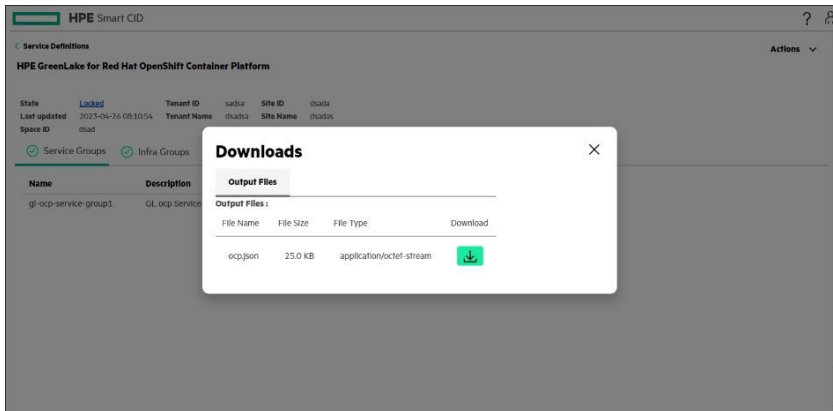 HPE Smart CID
?
Service Definitions
Actions
HPE GreenLake for Red Hat OpenShift Container Platform
State Locked Tenant ID sadsa Site ID dsada
Last updated 2023-04-26 08:10:54 Tenant Name dsadsa Site Name dsadas
Space ID dsad
Service Groups Infra Groups
Name Description
gl-ocp-service-group1 GL ocp Service
Downloads
Output Files
Output Files :
File Name File Size File Type Download
ocp.json 25.0 KB application/octet-stream